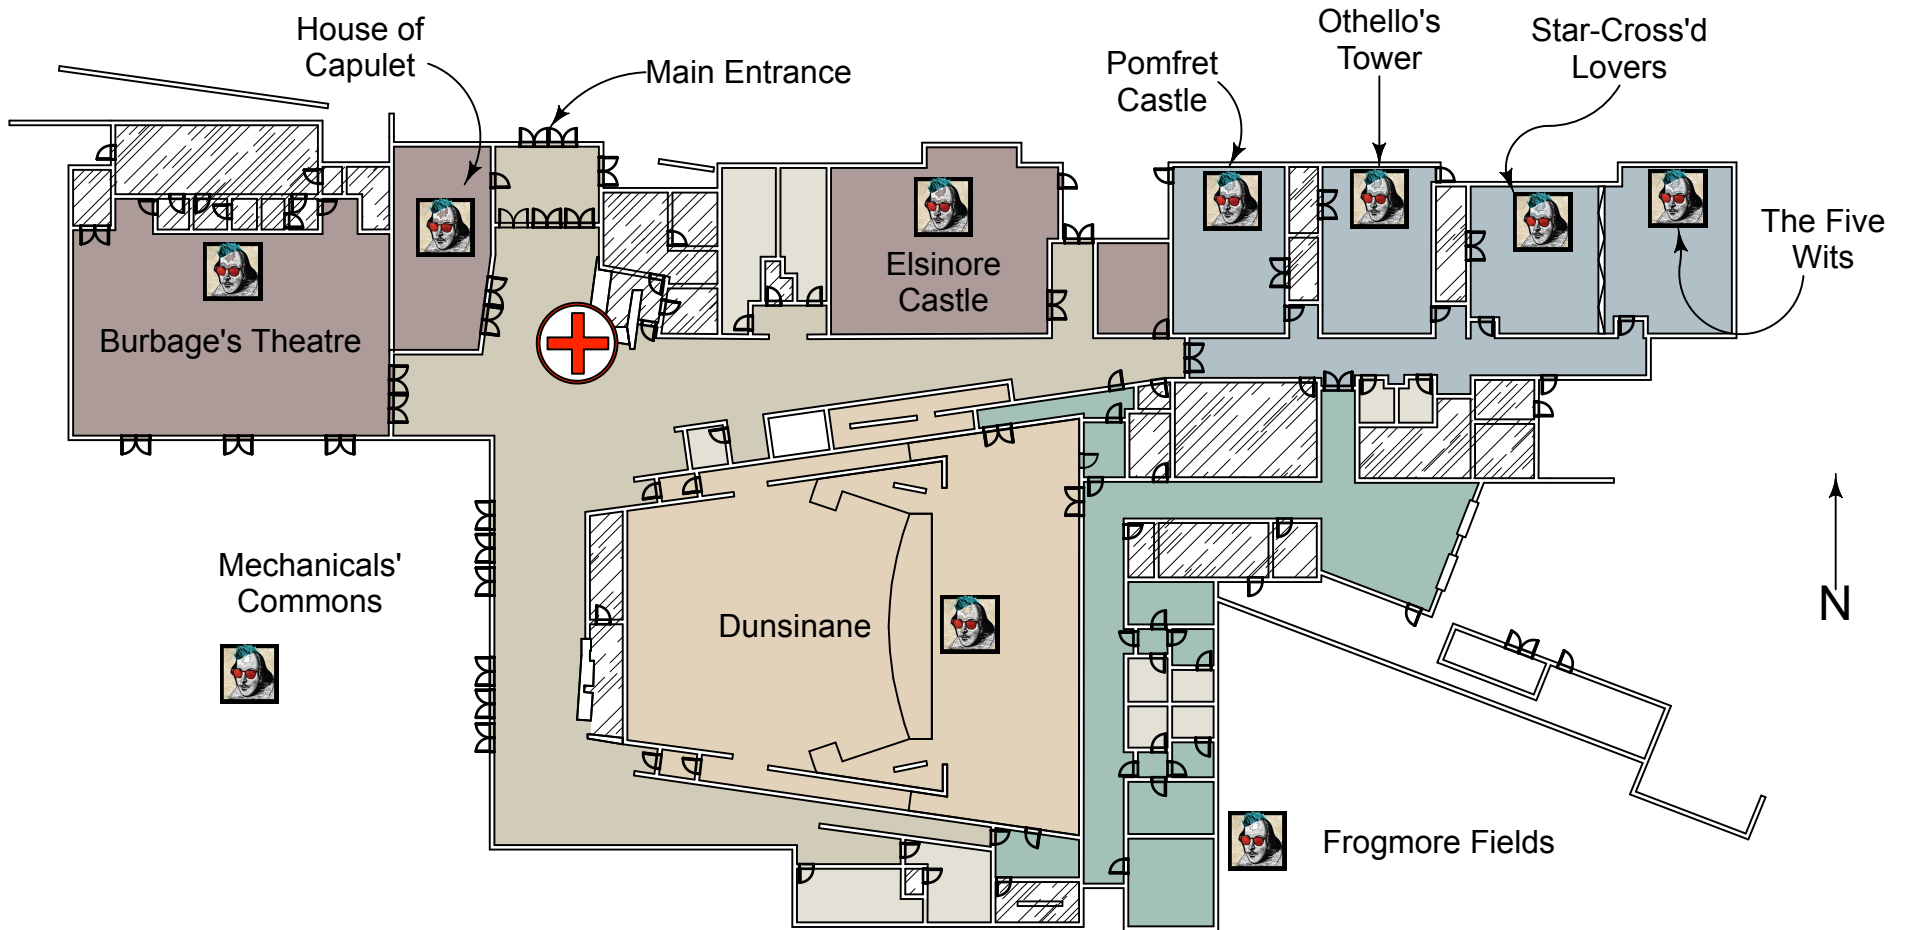 House of
Capulet
Main Entrance
Pomfret
Castle
Othello's
Tower
Star-Cross'd
Lovers
The Five
Wits
Elsinore
Castle
Burbage's Theatre
Mechanicals'
Commons
Dunsinane
Frogmore Fields
N